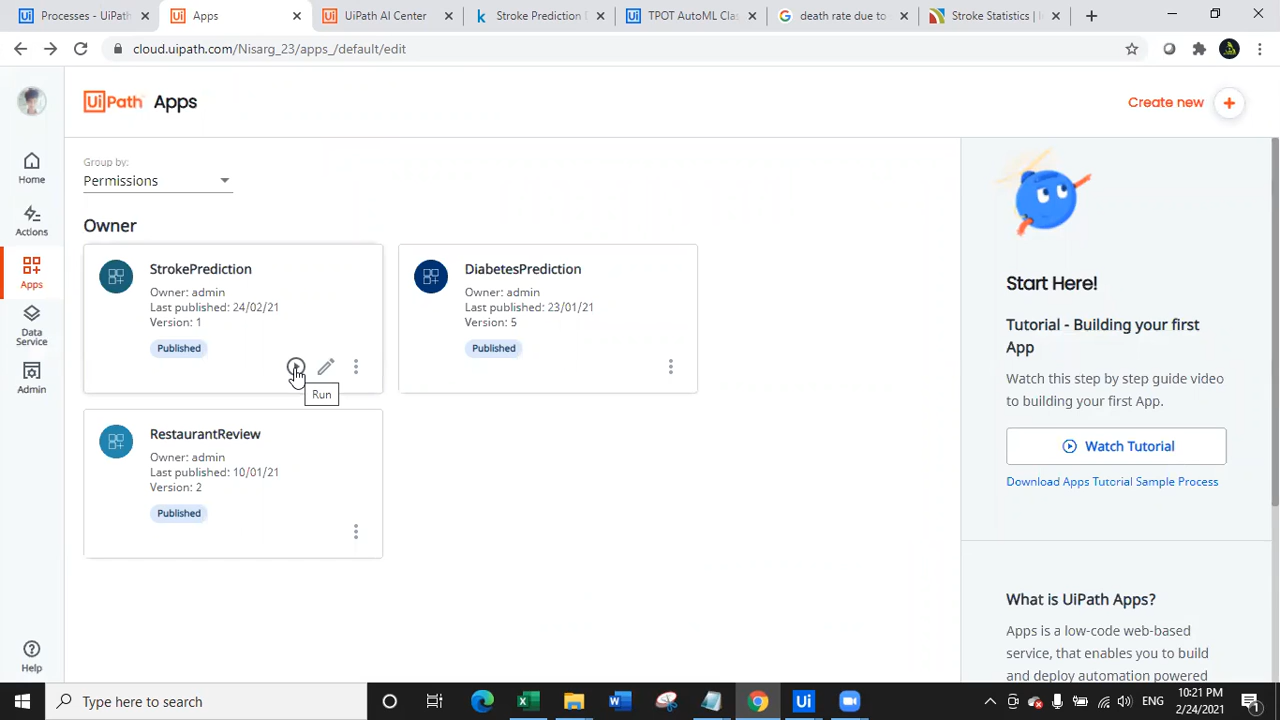 Processes - UiPath
Apps
UiPath AI Center
Stroke Prediction
TPOT AutoML Clas
death rate due to
Stroke Statistics |
cloud.uipath.com/Nisarg_23/apps_/default/edit
UiPath Apps
Create new
Home
Actions
Apps
Data
Service
Admin
Help
Group by:
Permissions
Owner
StrokePrediction
Owner: admin
Last published: 24/02/21
Version: 1
Published
Run
DiabetesPrediction
Owner: admin
Last published: 23/01/21
Version: 5
Published
RestaurantReview
Owner: admin
Last published: 10/01/21
Version: 2
Published
Start Here!
Tutorial - Building your first
App
Watch this step by step guide video
to building your first App.
Watch Tutorial
Download Apps Tutorial Sample Process
What is UiPath Apps?
Apps is a low-code web-based
service, that enables you to build
and deploy automation powered
Type here to search
ENG
10:21 PM
2/24/2021